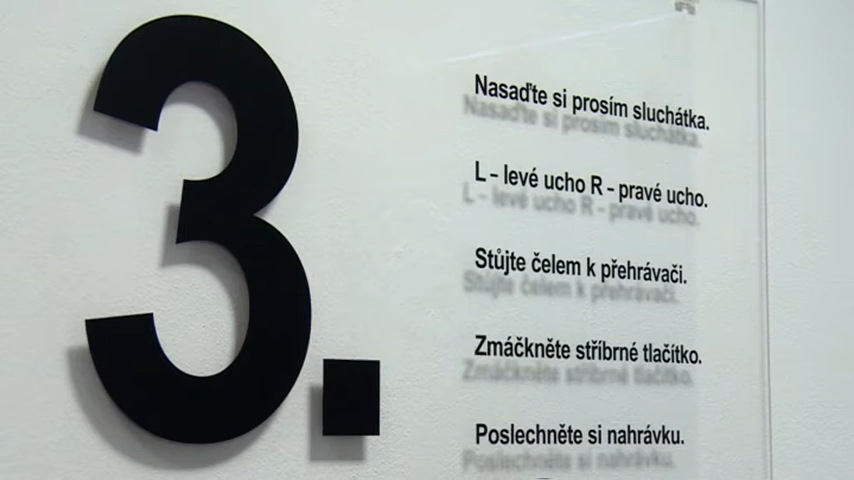 3.
Nasaďte si prosím sluchátka.
L – levé ucho R – pravé ucho.
Stůjte čelem k přehrávači.
Zmáčkněte stříbrné tlačítko.
Poslechněte si nahrávku.